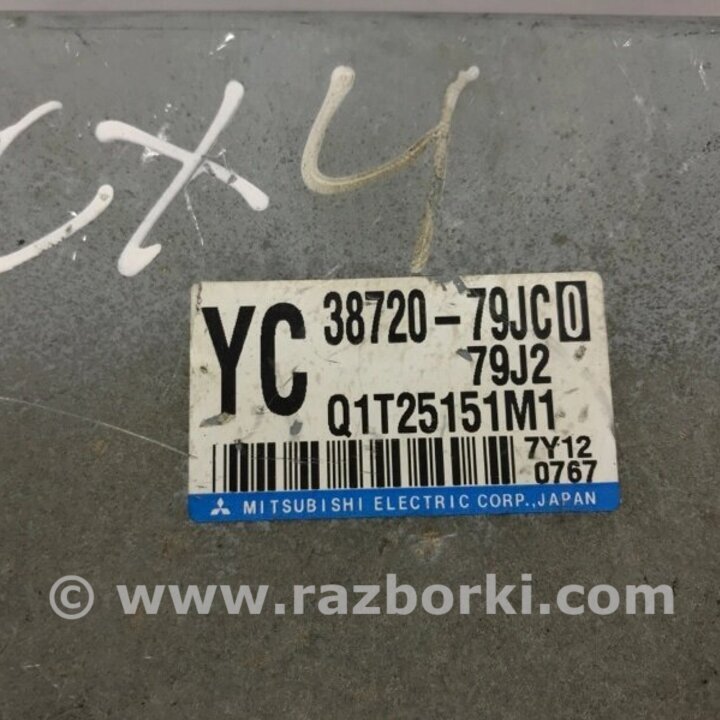 CX4
YC 38720-79JC0
79J2
Q1T25151M1
7Y12
0767
MITSUBISHI ELECTRIC CORP.,JAPAN
© www.razborki.com